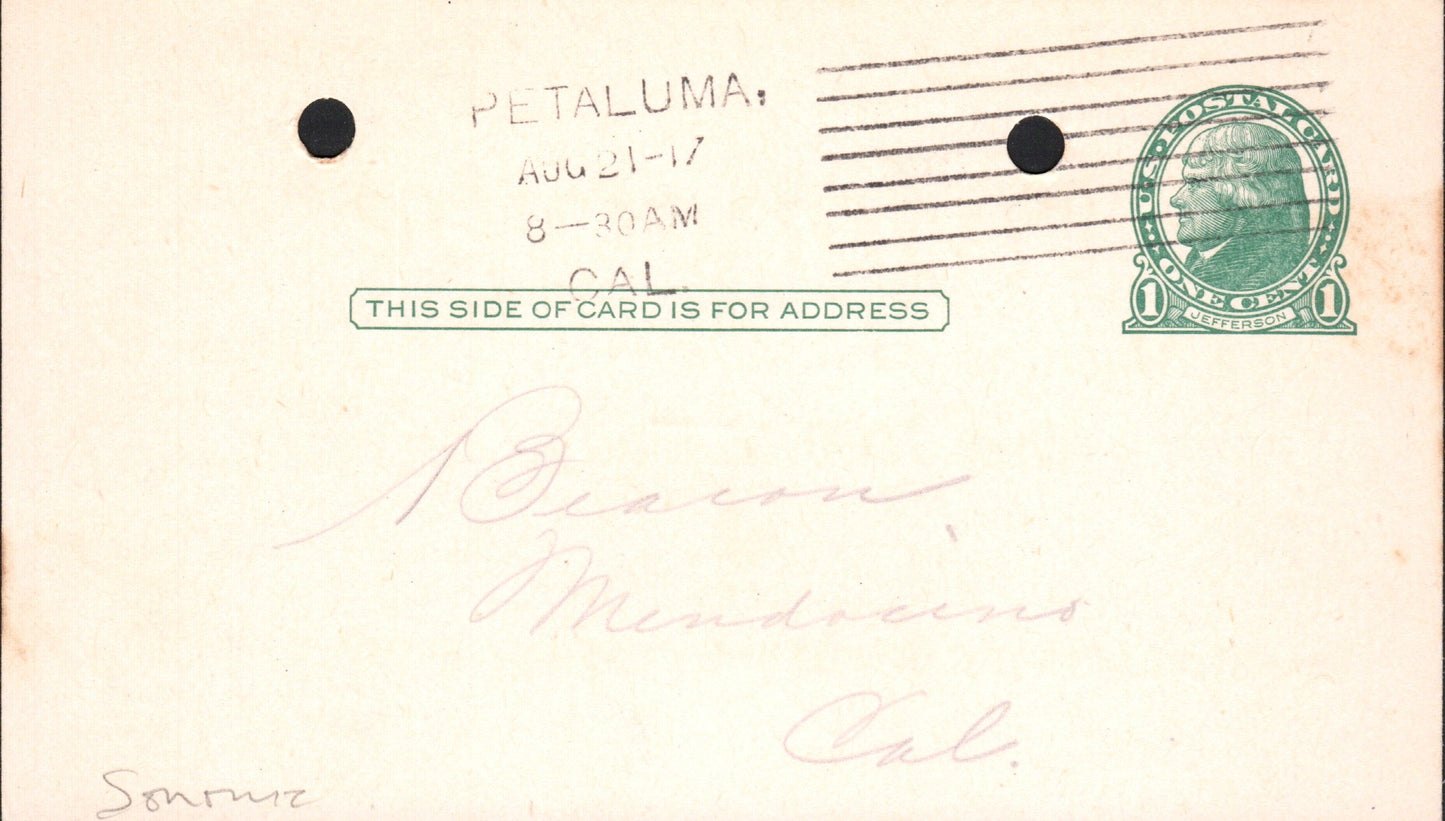 PETALUMA.
AUG 21-17
8-30AM
CAL.
U.S. POSTAL CARD
ONE CENT
1 JEFFERSON 1
THIS SIDE OF CARD IS FOR ADDRESS
Beacon
Mendocino
Cal.
Sonoma